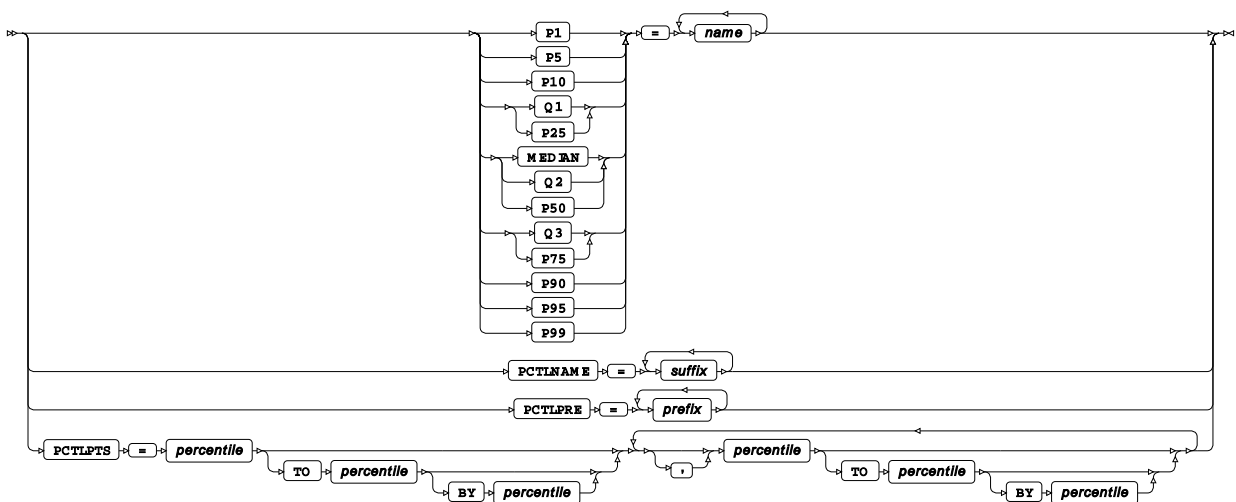 P1 = name
P5
P10
Q1
P25
MEDIAN
Q2
P50
Q3
P75
P90
P95
P99
PCTLNAME = suffix
PCTLPRE = prefix
PCTLPTS = percentile , percentile
TO percentile TO percentile
BY percentile BY percentile